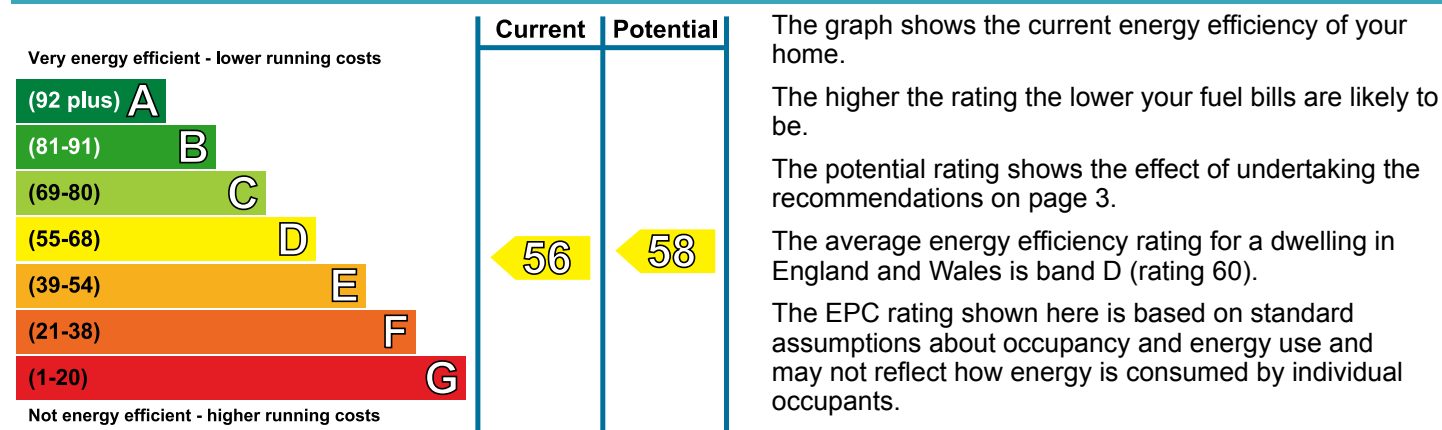 Current Potential
Very energy efficient - lower running costs
(92 plus) A
(81-91) B
(69-80) C
(55-68) D
(39-54) E
(21-38) F
(1-20) G
Not energy efficient - higher running costs
56
58
The graph shows the current energy efficiency of your
home.
The higher the rating the lower your fuel bills are likely to
be.
The potential rating shows the effect of undertaking the
recommendations on page 3.
The average energy efficiency rating for a dwelling in
England and Wales is band D (rating 60).
The EPC rating shown here is based on standard
assumptions about occupancy and energy use and
may not reflect how energy is consumed by individual
occupants.